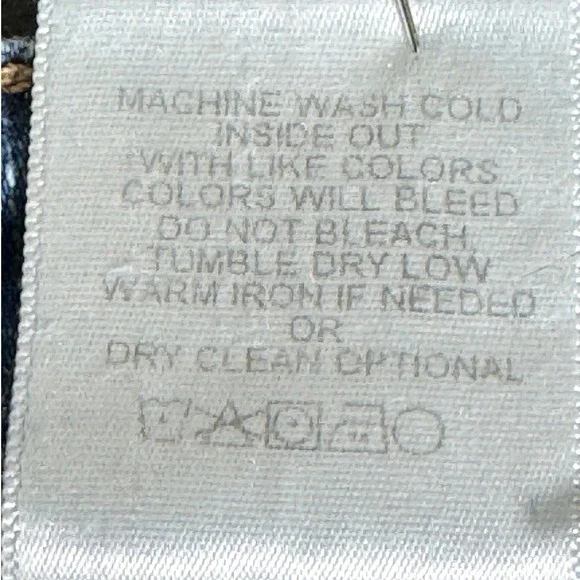 MACHINE WASH COLD
INSIDE OUT
WITH LIKE COLORS.
COLORS WILL BLEED
DO NOT BLEACH,
TUMBLE DRY LOW
WARM IRON IF NEEDED
OR
DRY CLEAN OPTIONAL